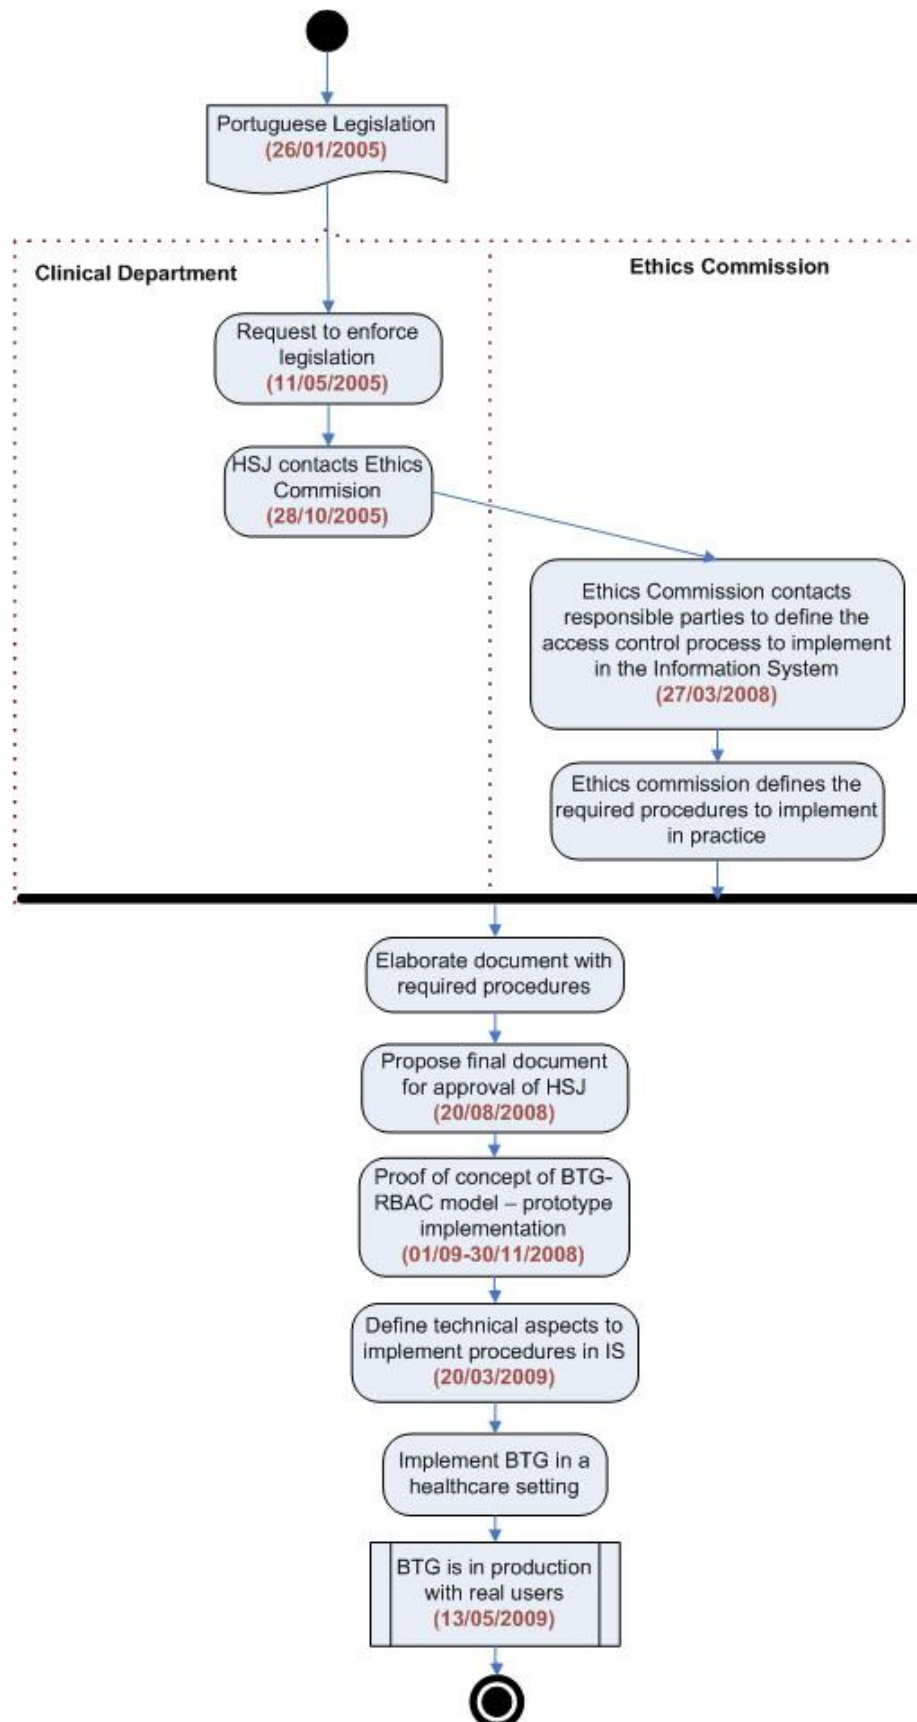 Portuguese Legislation
(26/01/2005)
Clinical Department
Ethics Commission
Request to enforce
legislation
(11/05/2005)
HSJ contacts Ethics
Commision
(28/10/2005)
Ethics Commission contacts
responsible parties to define the
access control process to implement
in the Information System
(27/03/2008)
Ethics commission defines the
required procedures to implement
in practice
Elaborate document with
required procedures
Propose final document
for approval of HSJ
(20/08/2008)
Proof of concept of BTG-
RBAC model – prototype
implementation
(01/09-30/11/2008)
Define technical aspects to
implement procedures in IS
(20/03/2009)
Implement BTG in a
healthcare setting
BTG is in production
with real users
(13/05/2009)